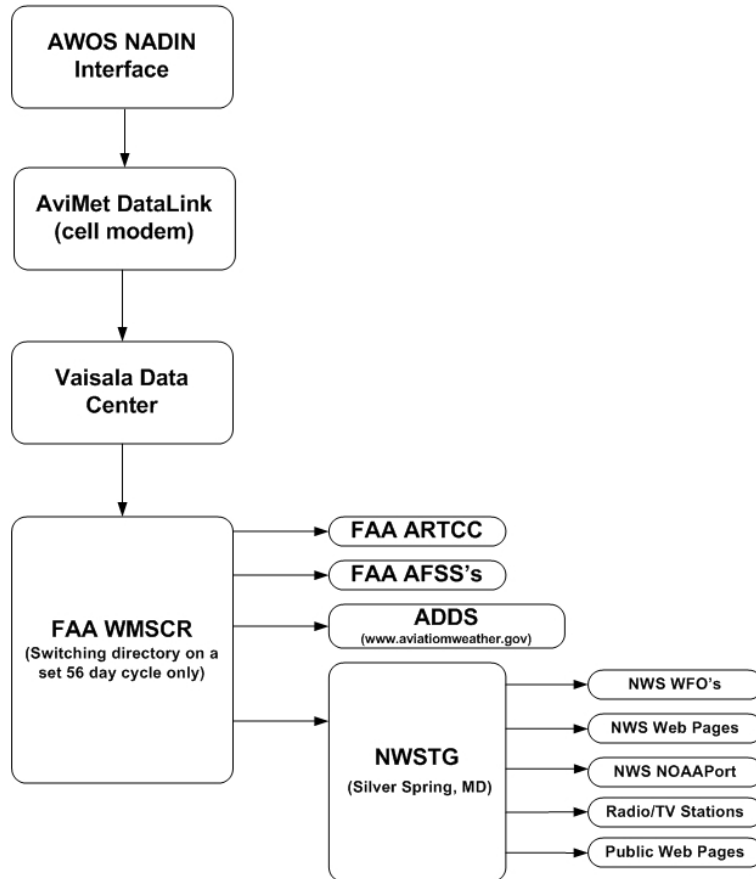 AWOS NADIN
Interface
AviMet DataLink
(cell modem)
Vaisala Data
Center
FAA WMSCR
(Switching directory on a
set 56 day cycle only)
FAA ARTCC
FAA AFSS's
ADDS
(www.aviatiomweather.gov)
NWSTG
(Silver Spring, MD)
NWS WFO's
NWS Web Pages
NWS NOAAPort
Radio/TV Stations
Public Web Pages